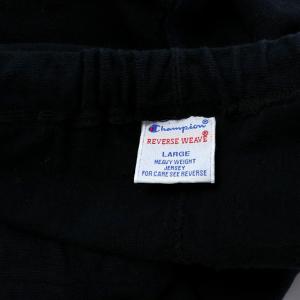 Champion®
REVERSE WEAVE®
LARGE
HEAVY WEIGHT
JERSEY
FOR CARE SEE REVERSE